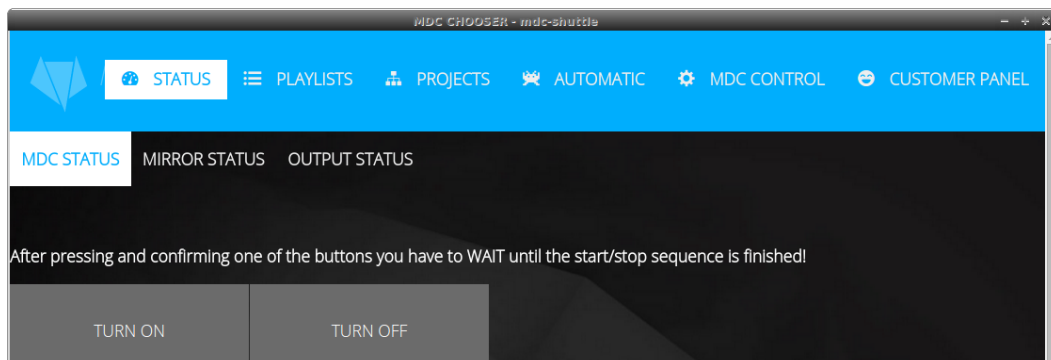 MDC CHOOSER - mdc-shuttle
STATUS PLAYLISTS PROJECTS AUTOMATIC MDC CONTROL CUSTOMER PANEL
MDC STATUS MIRROR STATUS OUTPUT STATUS
After pressing and confirming one of the buttons you have to WAIT until the start/stop sequence is finished!
TURN ON TURN OFF